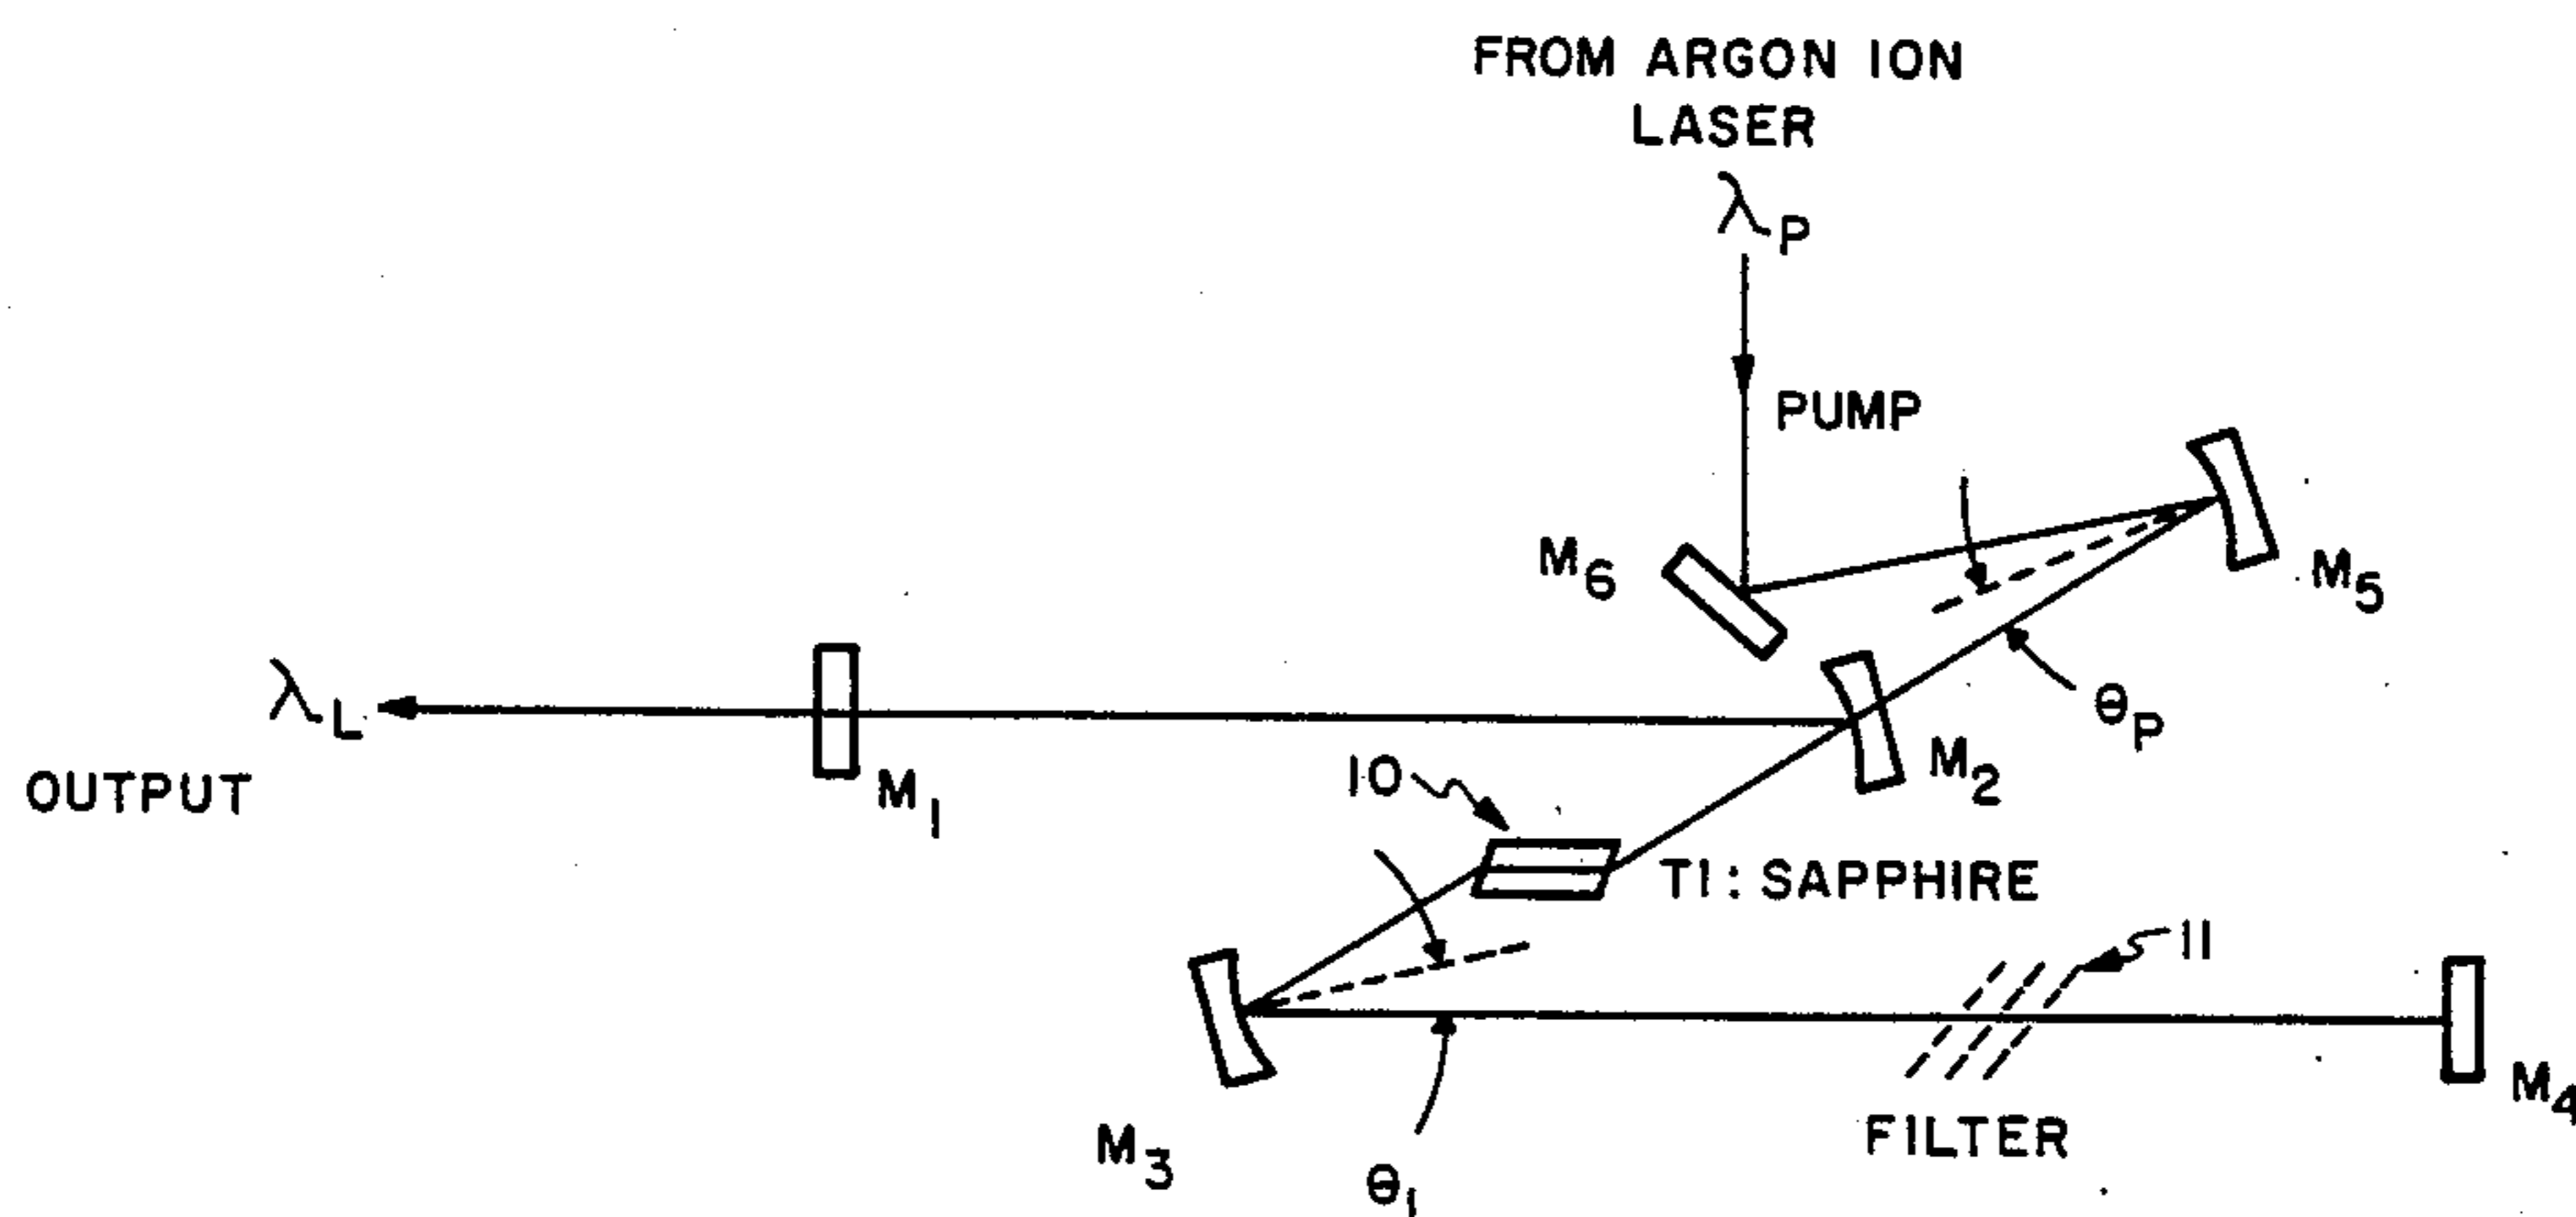 FROM ARGON ION
LASER
λP
PUMP
M6
M5
λL
θP
OUTPUT
M1
M2
10
TI: SAPPHIRE
11
M3
θ1
FILTER
M4